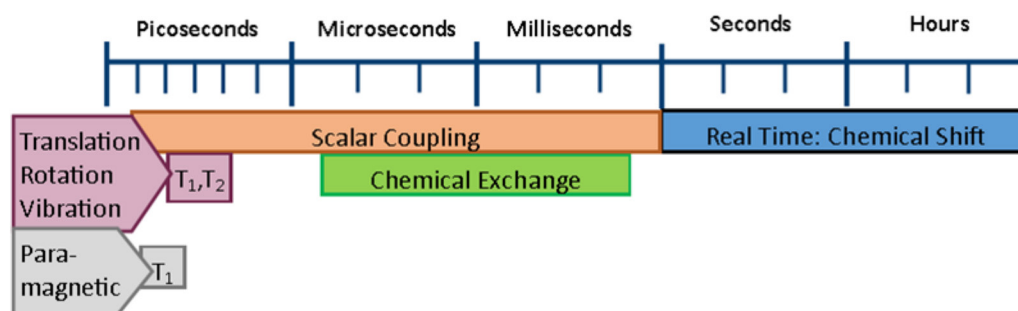 Picoseconds Microseconds Milliseconds Seconds Hours
Scalar Coupling Real Time: Chemical Shift
Translation
Rotation
Vibration
T₁,T₂ Chemical Exchange
Para-
magnetic
T₁